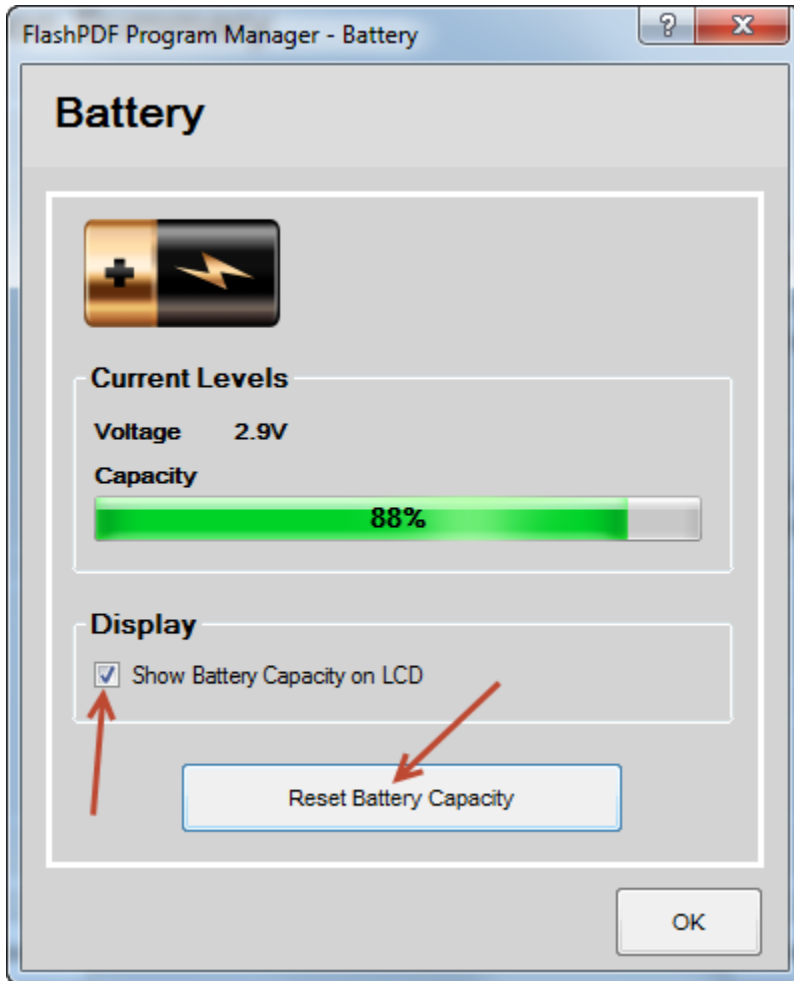 FlashPDF Program Manager - Battery
?
X
Battery
+
Current Levels
Voltage 2.9V
Capacity
88%
Display
Show Battery Capacity on LCD
Reset Battery Capacity
OK